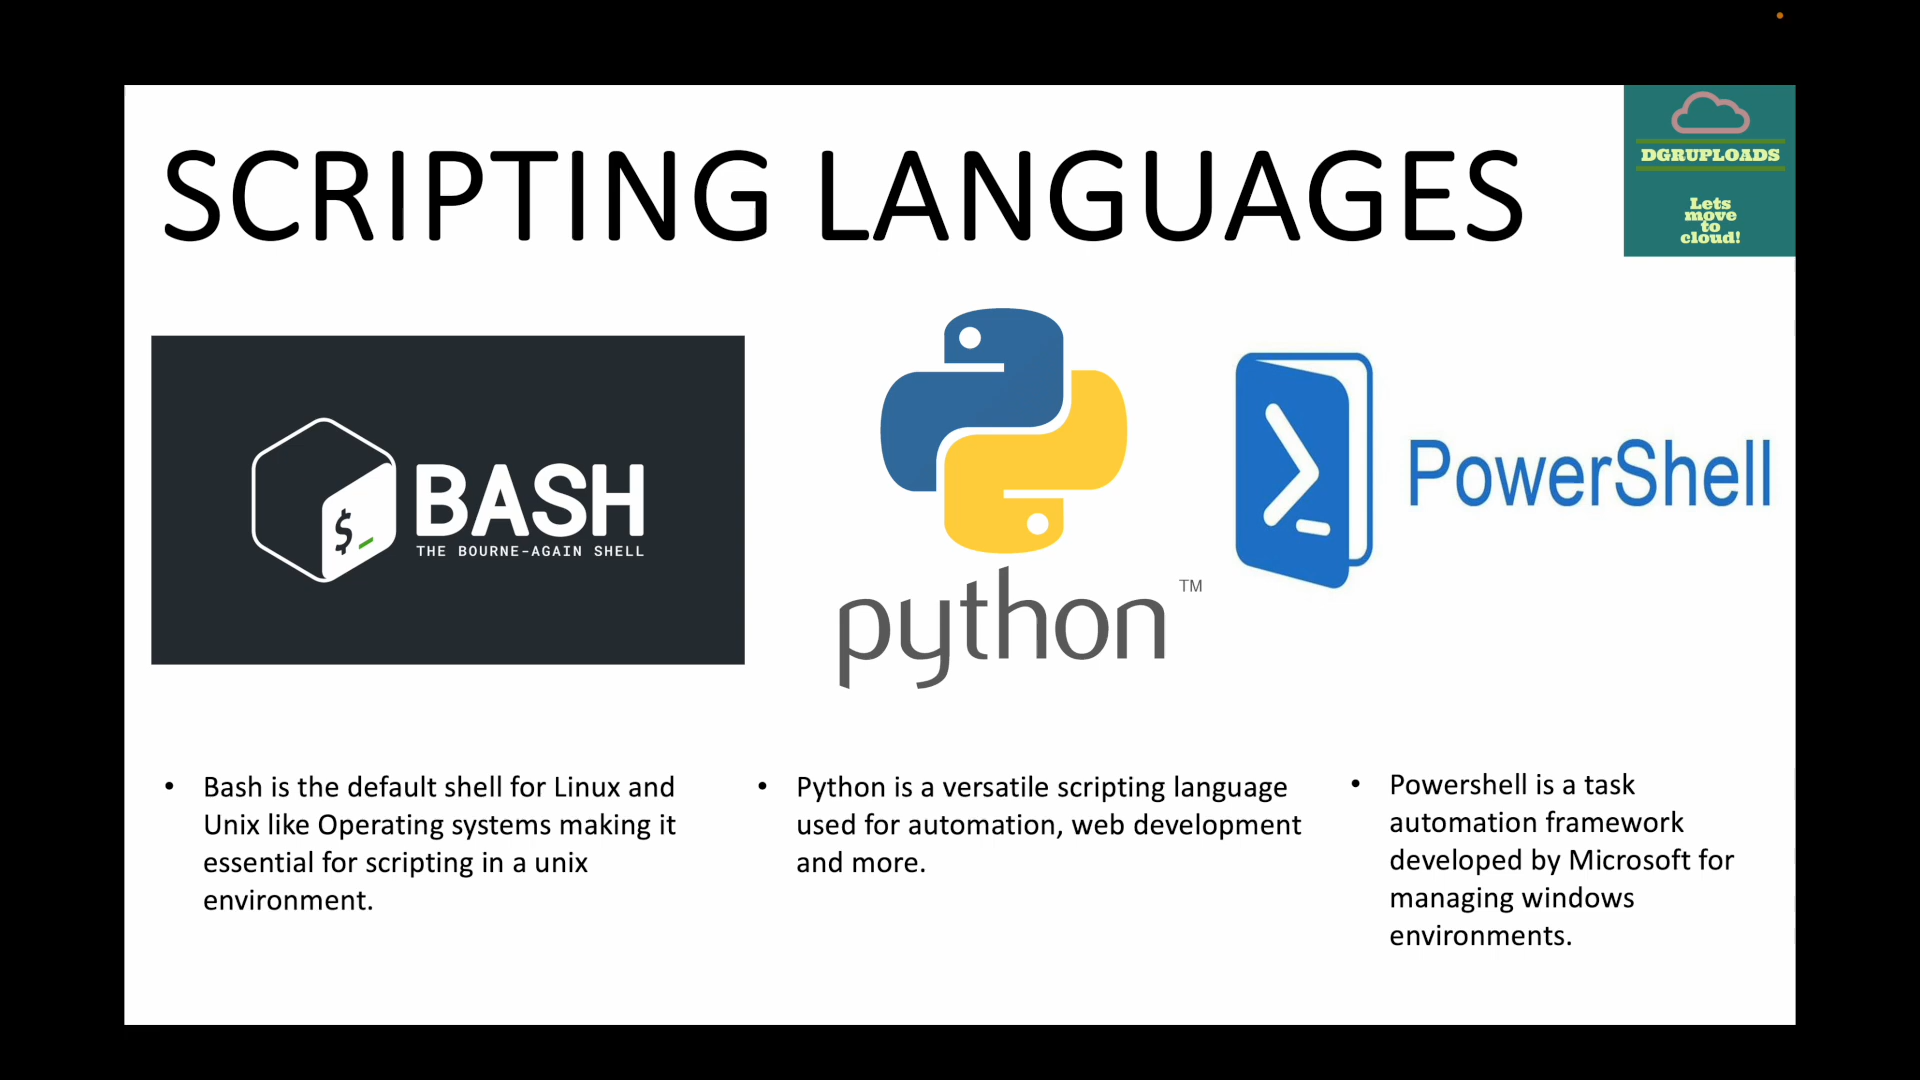 SCRIPTING LANGUAGES
DGRUPLOADS
Lets
move
to
cloud!
$_
BASH
THE BOURNE-AGAIN SHELL
python
TM
PowerShell
• Bash is the default shell for Linux and
Unix like Operating systems making it
essential for scripting in a unix
environment.
• Python is a versatile scripting language
used for automation, web development
and more.
• Powershell is a task
automation framework
developed by Microsoft for
managing windows
environments.